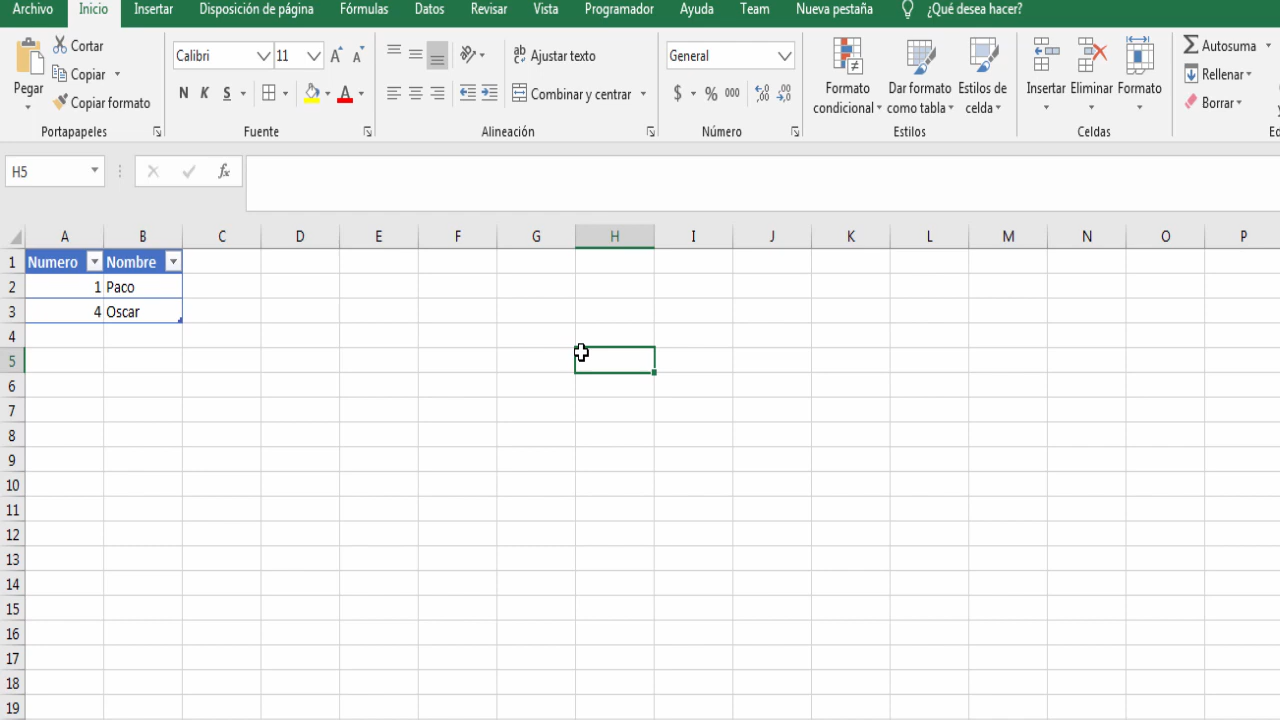 Archivo Inicio Insertar Disposición de página Fórmulas Datos Revisar Vista Programador Ayuda Team Nueva pestaña ¿Qué desea hacer?
Pegar
Cortar
Copiar
Copiar formato
Portapapeles
Calibri 11
N K S
Fuente
Ajustar texto
Combinar y centrar
Alineación
General
$ % 000
Número
Formato condicional
Dar formato como tabla
Estilos de celda
Estilos
Insertar Eliminar Formato
Celdas
Autosuma
Rellenar
Borrar
H5
fx
A B C D E F G H I J K L M N O P
1 Numero Nombre
2 1 Paco
3 4 Oscar
4
5
6
7
8
9
10
11
12
13
14
15
16
17
18
19